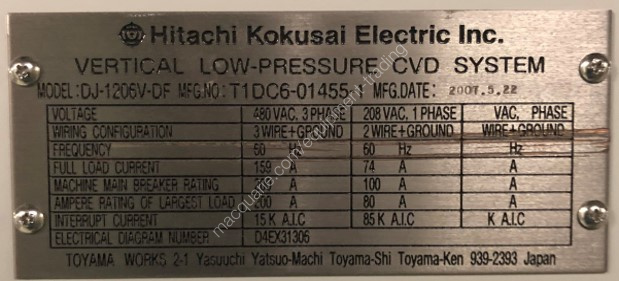 Hitachi Kokusai Electric Inc.
VERTICAL LOW-PRESSURE CVD SYSTEM
MODEL: DJ-1206V-DF MFG.NO: T1DC6-01455-1 MFG.DATE: 2007.5.22
VOLTAGE 480 VAC, 3 PHASE 208 VAC, 1 PHASE VAC, PHASE
WIRING CONFIGURATION 3 WIRE+GROUND 2 WIRE+GROUND WIRE+GROUND
FREQUENCY 60 Hz 60 Hz Hz
FULL LOAD CURRENT 159 A 74 A A
MACHINE MAIN BREAKER RATING A 100 A A
AMPERE RATING OF LARGEST LOAD A 80 A A
INTERRUPT CURRENT 15 K A.I.C 85 K A.I.C K A.I.C
ELECTRICAL DIAGRAM NUMBER D4EX31306
TOYAMA WORKS 2-1 Yasuuchi Yatsuo-Machi Toyama-Shi Toyama-Ken 939-2393 Japan
macquarie.com/equipment-trading